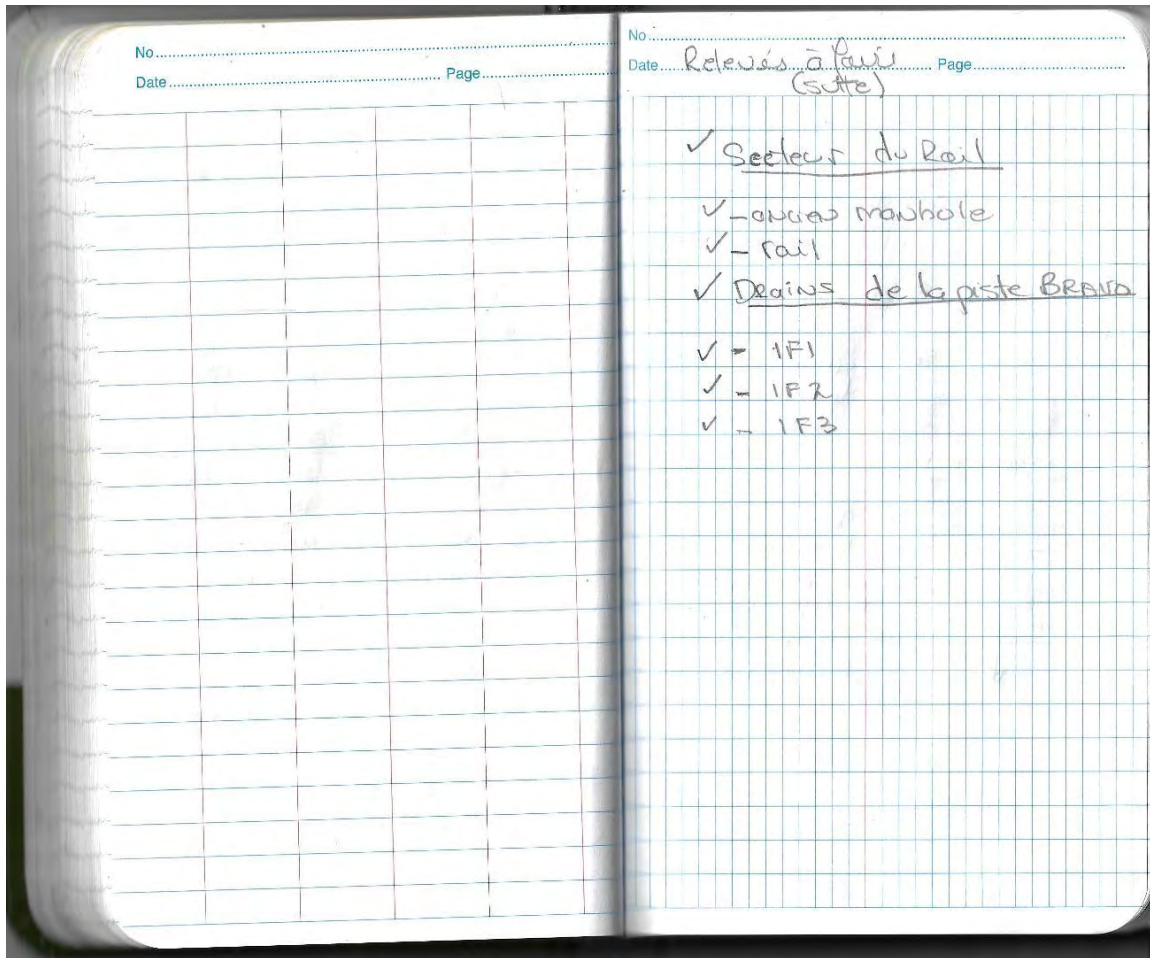 No
Date Page
No
Date Relevés à faire Page
(suite)
✓ Secteur du Rail
✓ - ancien manhole
✓ - rail
✓ Drains de la piste BRAVO
✓ - 1F1
✓ - 1F2
✓ - 1F3